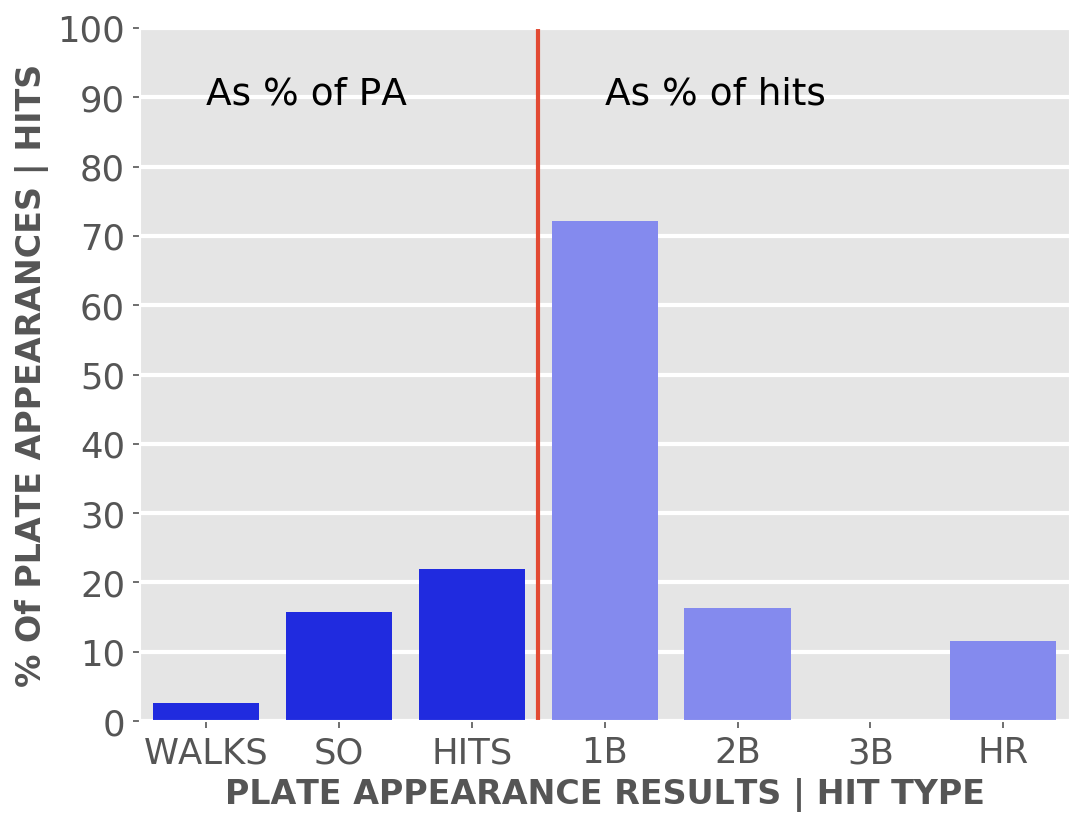 100
90
80
70
60
50
40
30
20
10
0
% Of PLATE APPEARANCES | HITS
As % of PA
As % of hits
WALKS SO HITS 1B 2B 3B HR
PLATE APPEARANCE RESULTS | HIT TYPE